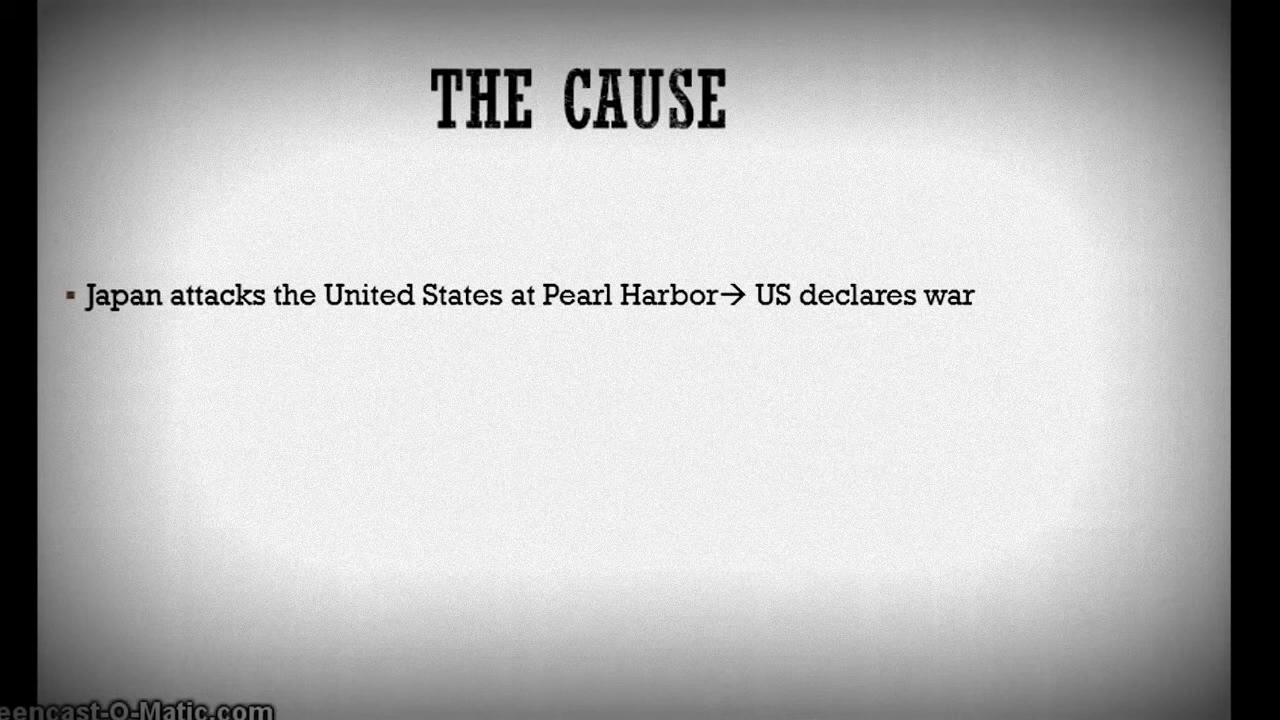 THE CAUSE
▪ Japan attacks the United States at Pearl Harbor→ US declares war
eencast-O-Matic.com